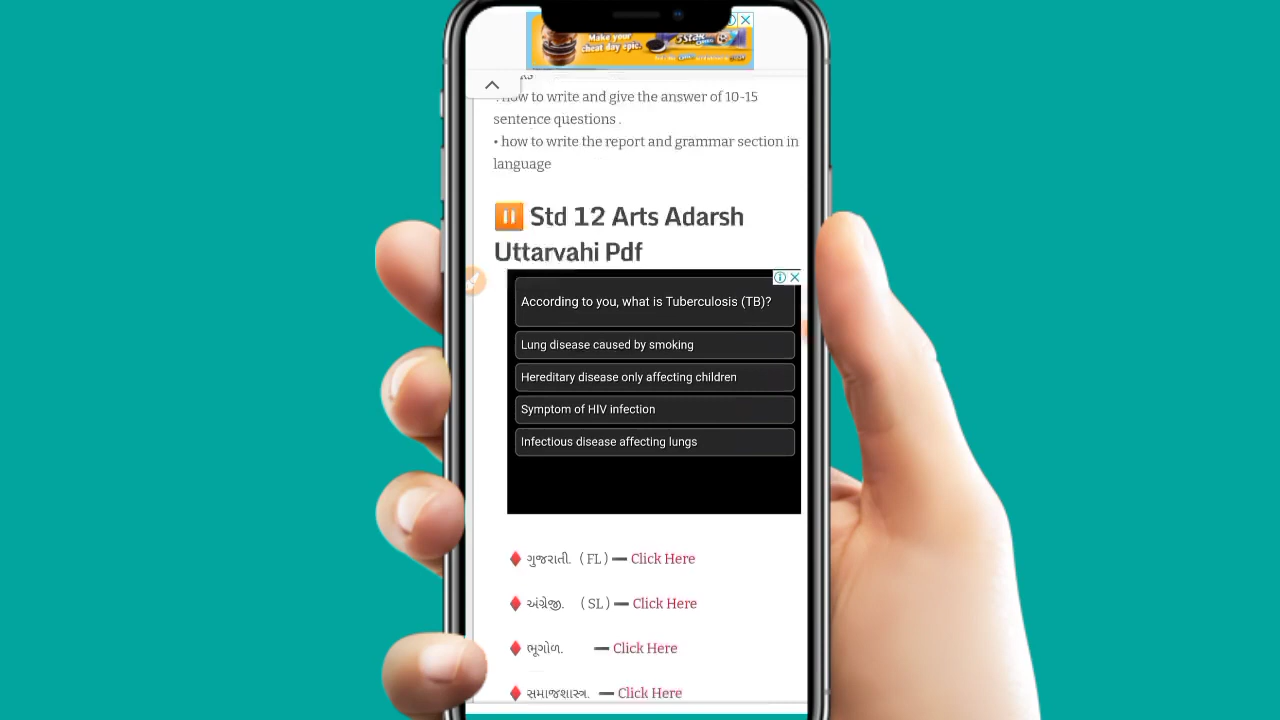 Make your
cheat day epic.
5Star
how to write and give the answer of 10-15
sentence questions .
• how to write the report and grammar section in
language
Std 12 Arts Adarsh
Uttarvahi Pdf
According to you, what is Tuberculosis (TB)?
Lung disease caused by smoking
Hereditary disease only affecting children
Symptom of HIV infection
Infectious disease affecting lungs
♦ ગુજરાતી. ( FL ) — Click Here
♦ અંગ્રેજી. ( SL ) — Click Here
♦ ભૂગોળ. — Click Here
♦ સમાજશાસ્ત્ર. — Click Here